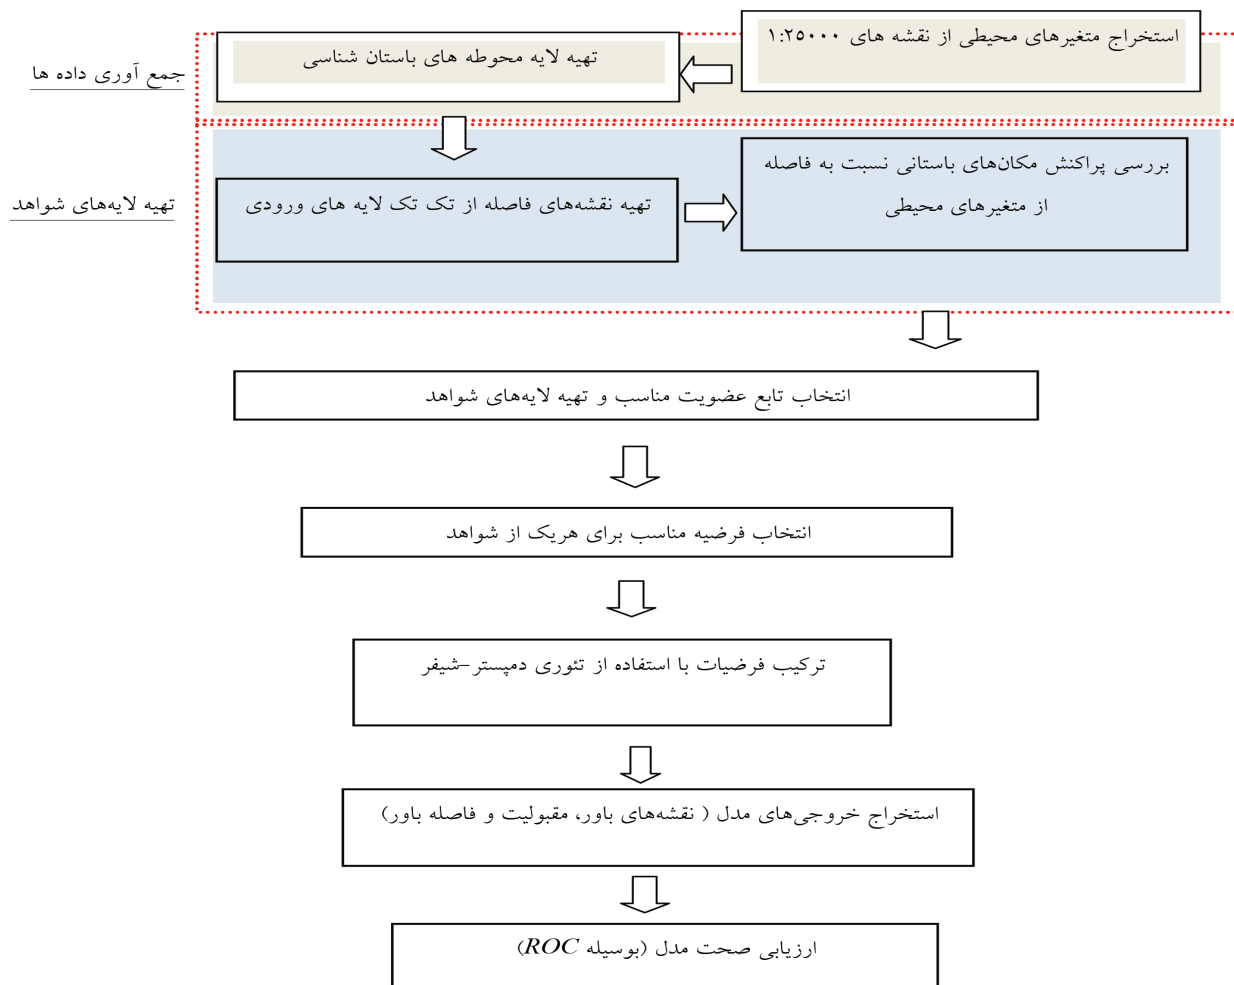 استخراج متغیرهای محیطی از نقشه های ۱:۲۵۰۰۰
تهیه لایه محوطه های باستان شناسی
جمع آوری داده ها
بررسی پراکنش مکان‌های باستانی نسبت به فاصله
از متغیرهای محیطی
تهیه نقشه‌های فاصله از تک تک لایه های ورودی
تهیه لایه‌های شواهد
انتخاب تابع عضویت مناسب و تهیه لایه‌های شواهد
انتخاب فرضیه مناسب برای هریک از شواهد
ترکیب فرضیات با استفاده از تئوری دمپستر–شیفر
استخراج خروجی‌های مدل ( نقشه‌های باور، مقبولیت و فاصله باور)
ارزیابی صحت مدل (بوسیله ROC)